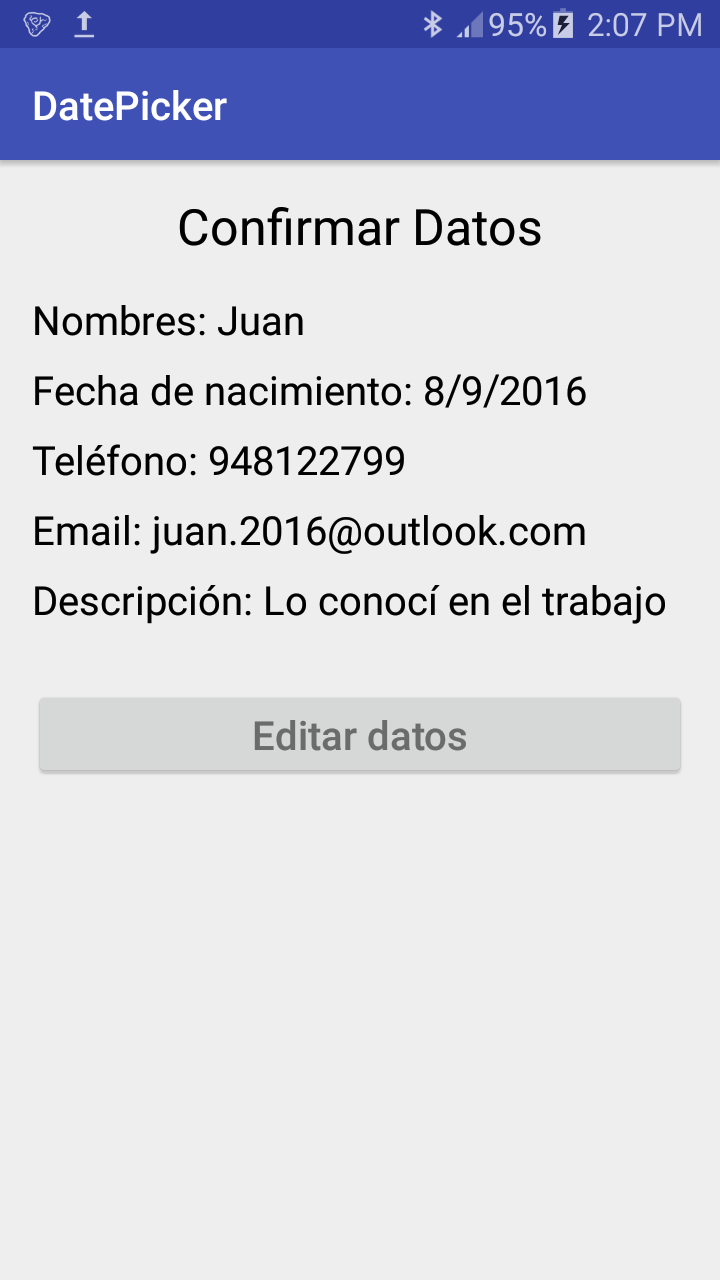 95% 2:07 PM
DatePicker
Confirmar Datos
Nombres: Juan
Fecha de nacimiento: 8/9/2016
Teléfono: 948122799
Email: juan.2016@outlook.com
Descripción: Lo conocí en el trabajo
Editar datos